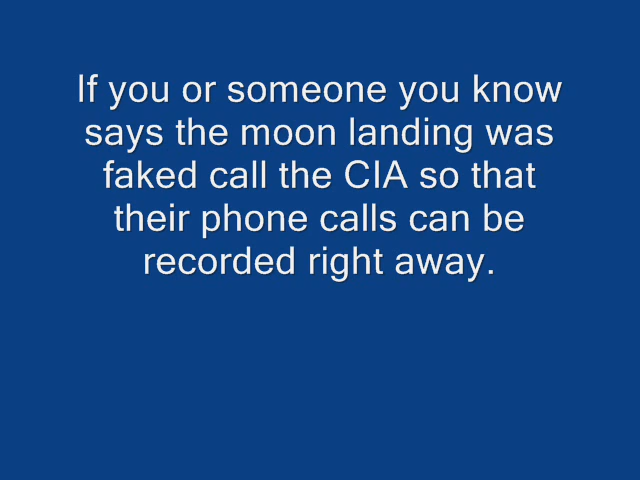 If you or someone you know
says the moon landing was
faked call the CIA so that
their phone calls can be
recorded right away.